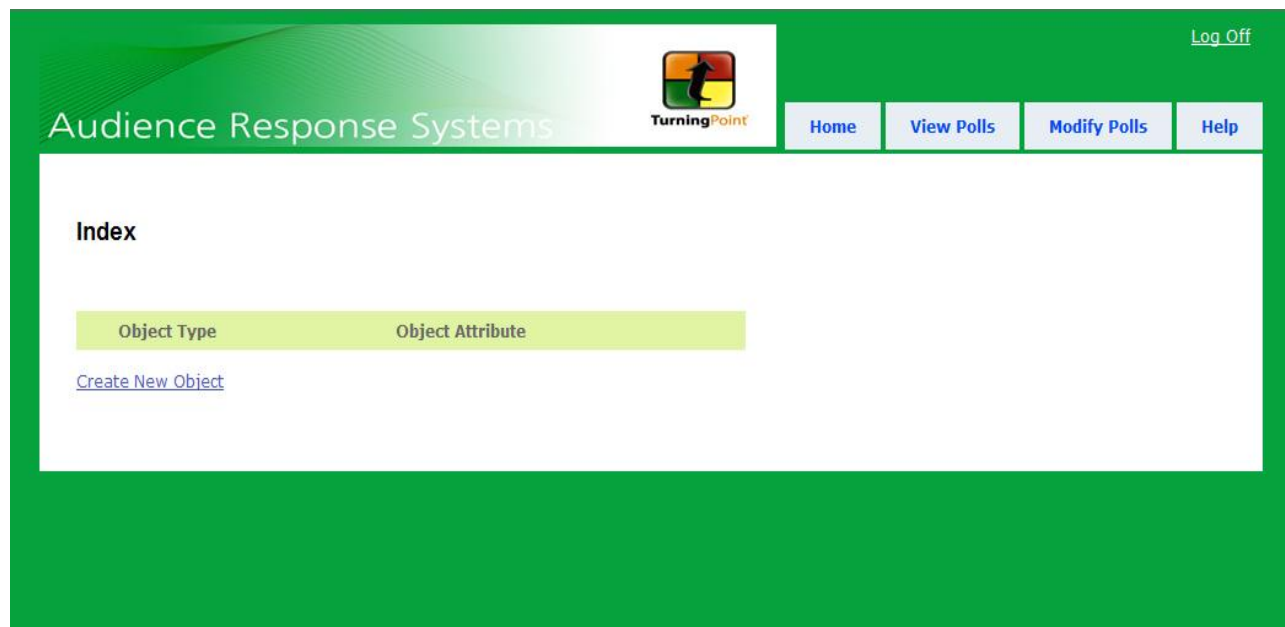 Log Off
Audience Response Systems
TurningPoint
Home View Polls Modify Polls Help
Index
Object Type Object Attribute
Create New Object